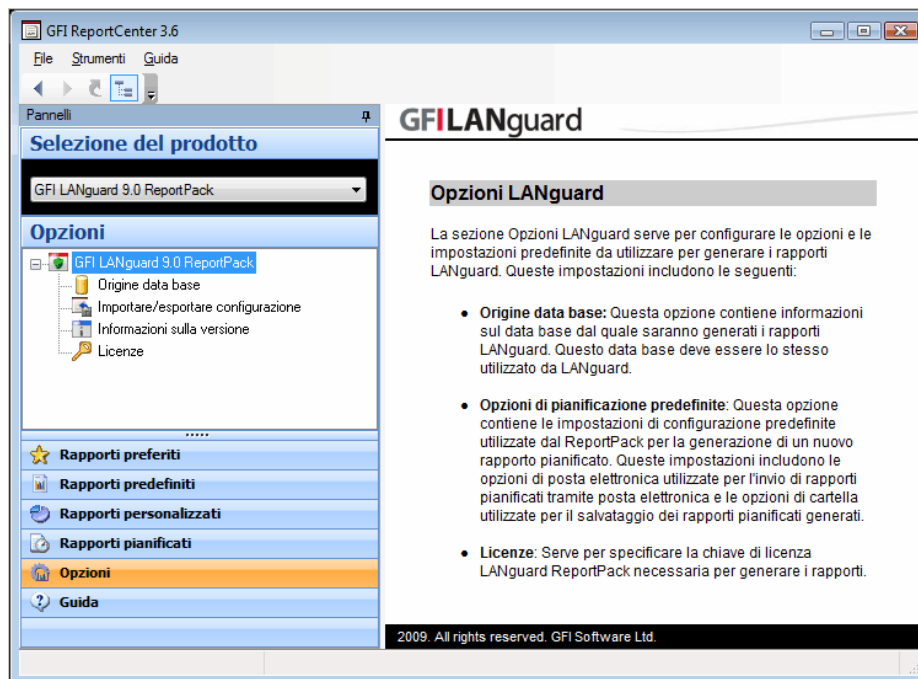 GFI ReportCenter 3.6
File Strumenti Guida
Pannelli
Selezione del prodotto
GFI LANguard 9.0 ReportPack
Opzioni
GFI LANguard 9.0 ReportPack
Origine data base
Importare/esportare configurazione
Informazioni sulla versione
Licenze
Rapporti preferiti
Rapporti predefiniti
Rapporti personalizzati
Rapporti pianificati
Opzioni
Guida
GFI LANguard
Opzioni LANguard
La sezione Opzioni LANguard serve per configurare le opzioni e le
impostazioni predefinite da utilizzare per generare i rapporti
LANguard. Queste impostazioni includono le seguenti:
• Origine data base: Questa opzione contiene informazioni
sul data base dal quale saranno generati i rapporti
LANguard. Questo data base deve essere lo stesso
utilizzato da LANguard.
• Opzioni di pianificazione predefinite: Questa opzione
contiene le impostazioni di configurazione predefinite
utilizzate dal ReportPack per la generazione di un nuovo
rapporto pianificato. Queste impostazioni includono le
opzioni di posta elettronica utilizzate per l'invio di rapporti
pianificati tramite posta elettronica e le opzioni di cartella
utilizzate per il salvataggio dei rapporti pianificati generati.
• Licenze: Serve per specificare la chiave di licenza
LANguard ReportPack necessaria per generare i rapporti.
2009. All rights reserved. GFI Software Ltd.